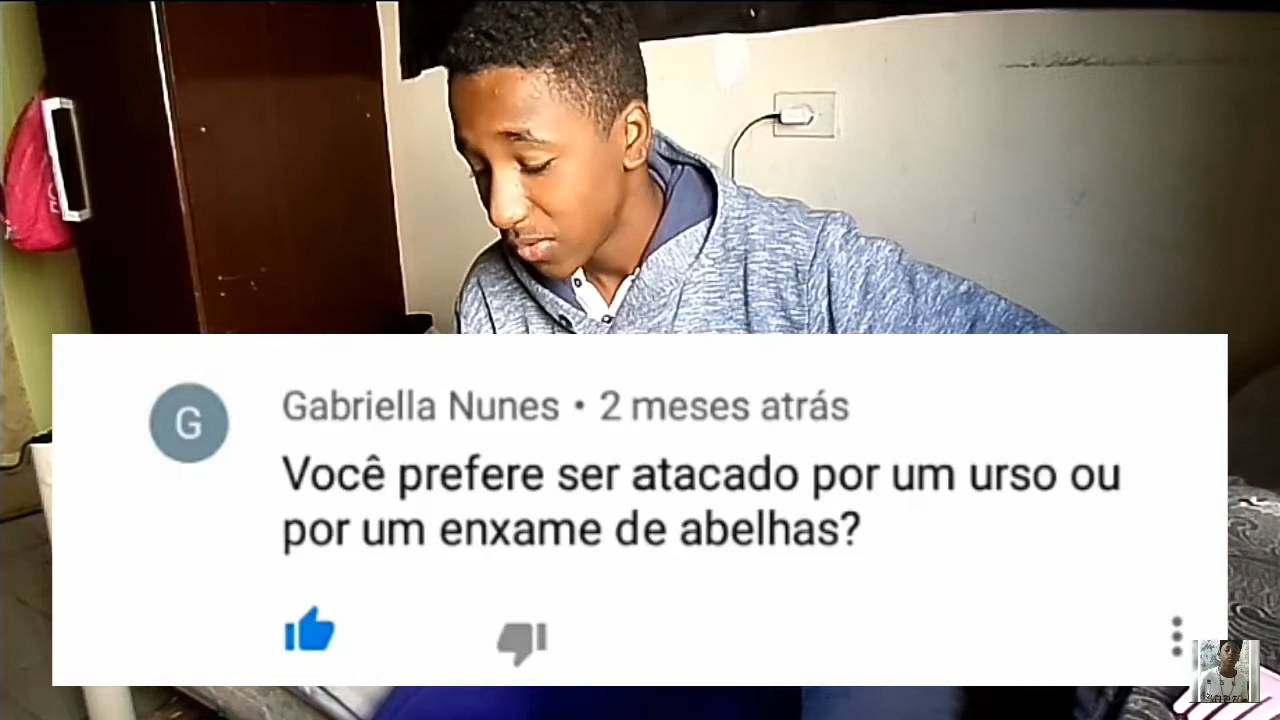 G
Gabriella Nunes • 2 meses atrás
Você prefere ser atacado por um urso ou
por um enxame de abelhas?